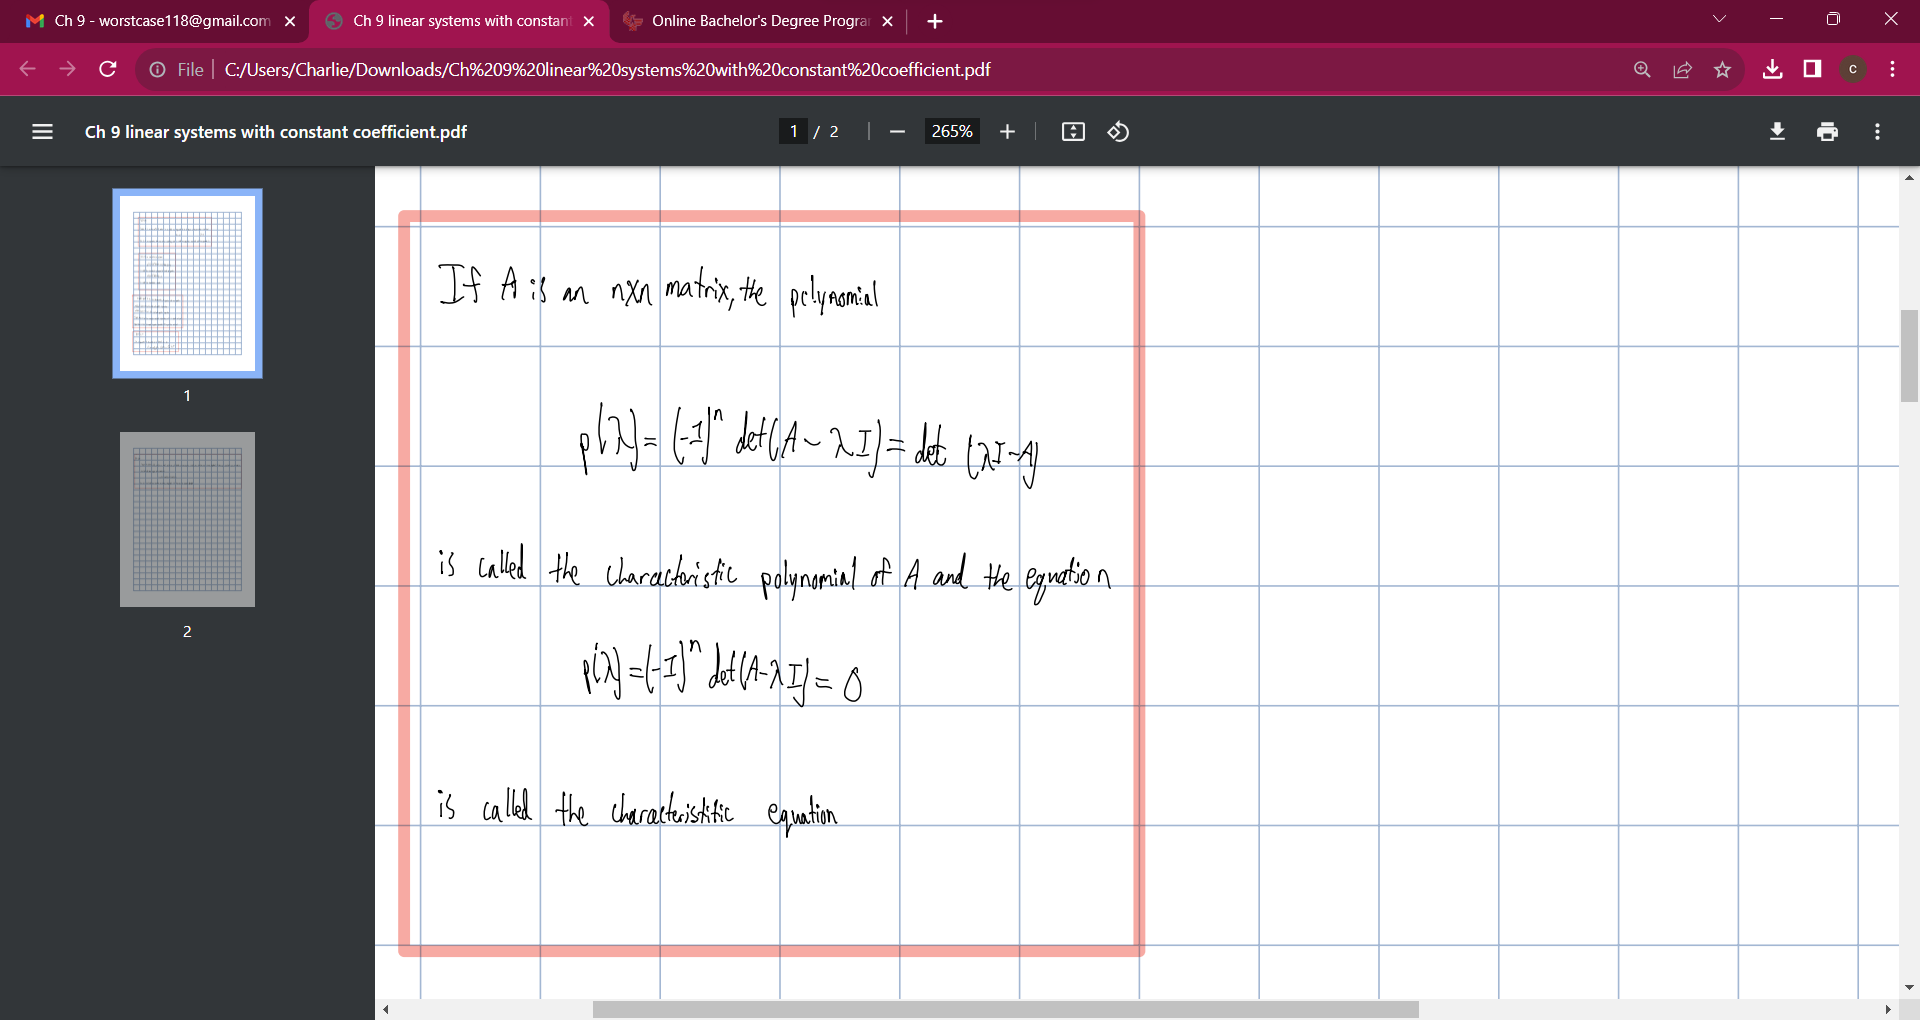 Ch 9 - worstcase118@gmail.com
Ch 9 linear systems with constant
Online Bachelor's Degree Progra
File
C:/Users/Charlie/Downloads/Ch%209%20linear%20systems%20with%20constant%20coefficient.pdf
c
Ch 9 linear systems with constant coefficient.pdf
1 / 2
265%
1
2
If A is an nxn matrix, the polynomial
p(λ) = (-1)ⁿ det(A - λI) = det (λI-A)
is called the characteristic polynomial of A and the equation
p(λ) = (-1)ⁿ det(A-λI) = 0
is called the characteristitic equation